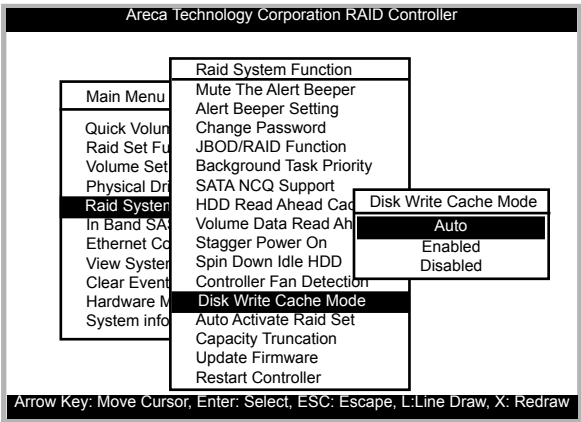 Areca Technology Corporation RAID Controller
Main Menu
Quick Volun
Raid Set Fu
Volume Set
Physical Dri
Raid System
In Band SA
Ethernet Co
View System
Clear Event
Hardware M
System info
Raid System Function
Mute The Alert Beeper
Alert Beeper Setting
Change Password
JBOD/RAID Function
Background Task Priority
SATA NCQ Support
HDD Read Ahead Cac
Volume Data Read Ah
Stagger Power On
Spin Down Idle HDD
Controller Fan Detection
Disk Write Cache Mode
Auto Activate Raid Set
Capacity Truncation
Update Firmware
Restart Controller
Disk Write Cache Mode
Auto
Enabled
Disabled
Arrow Key: Move Cursor, Enter: Select, ESC: Escape, L:Line Draw, X: Redraw